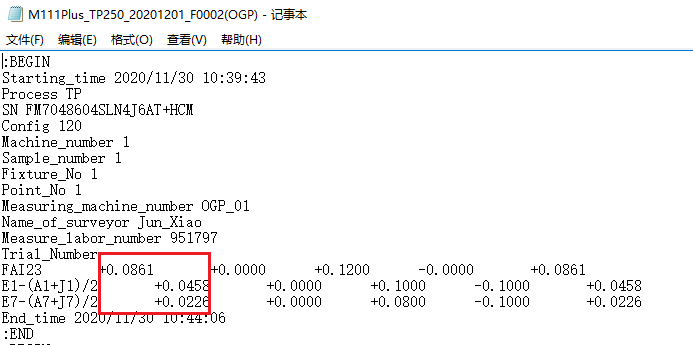 M111Plus_TP250_20201201_F0002(OGP) - 记事本
文件(F) 编辑(E) 格式(O) 查看(V) 帮助(H)
:BEGIN
Starting_time 2020/11/30 10:39:43
Process TP
SN FM7048604SLN4J6AT+HCM
Config 120
Machine_number 1
Sample_number 1
Fixture_No 1
Point_No 1
Measuring_machine_number OGP_01
Name_of_surveyor Jun_Xiao
Measure_labor_number 951797
Trial_Number
FAI23 +0.0861 +0.0000 +0.1200 -0.0000 +0.0861
E1-(A1+J1)/2 +0.0458 +0.0000 +0.1000 -0.1000 +0.0458
E7-(A7+J7)/2 +0.0226 +0.0000 +0.0800 -0.1000 +0.0226
End_time 2020/11/30 10:44:06
:END